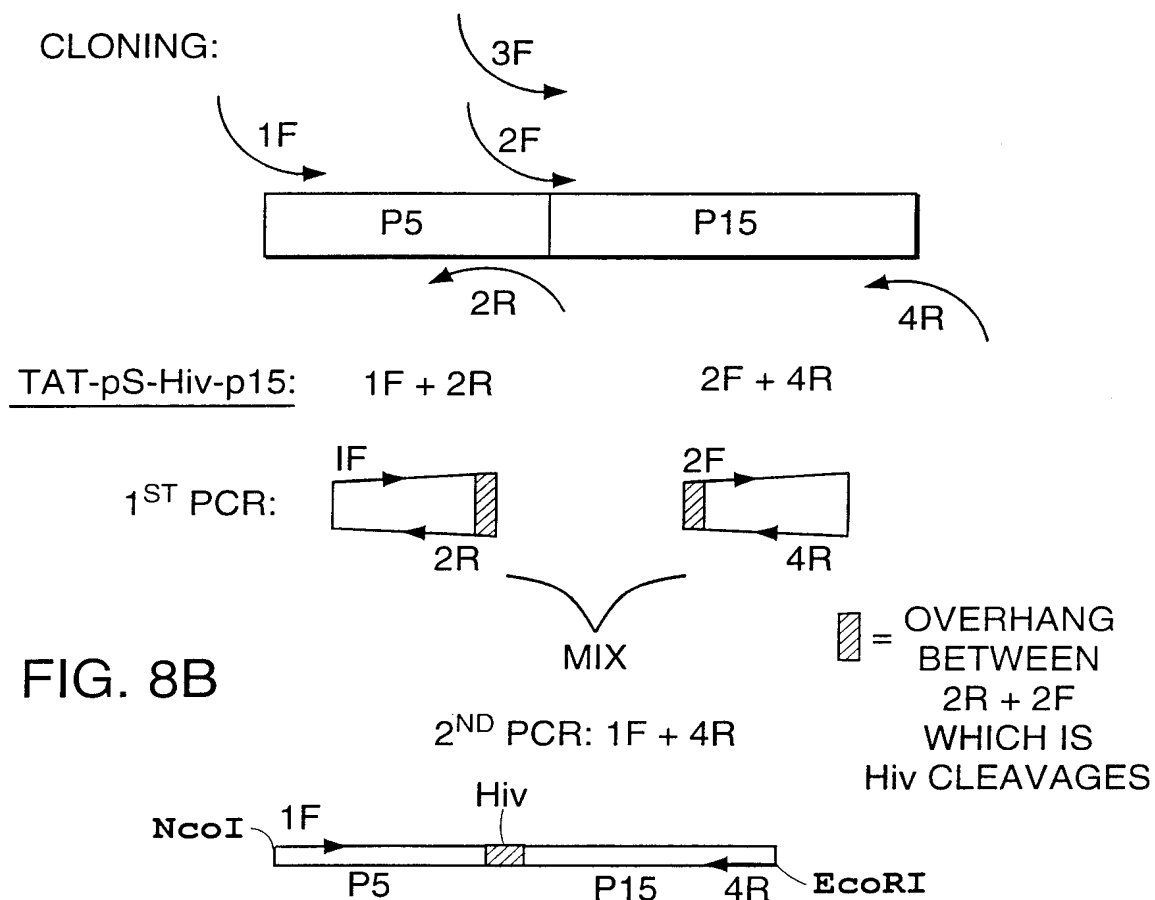 CLONING:
3F
1F
2F
P5
P15
2R
4R
TAT-pS-Hiv-p15:
1F + 2R
2F + 4R
1ST PCR:
IF
2R
2F
4R
MIX
= OVERHANG
BETWEEN
2R + 2F
WHICH IS
Hiv CLEAVAGES
FIG. 8B
2ND PCR: 1F + 4R
Hiv
NcoI
1F
P5
P15
4R
EcoRI